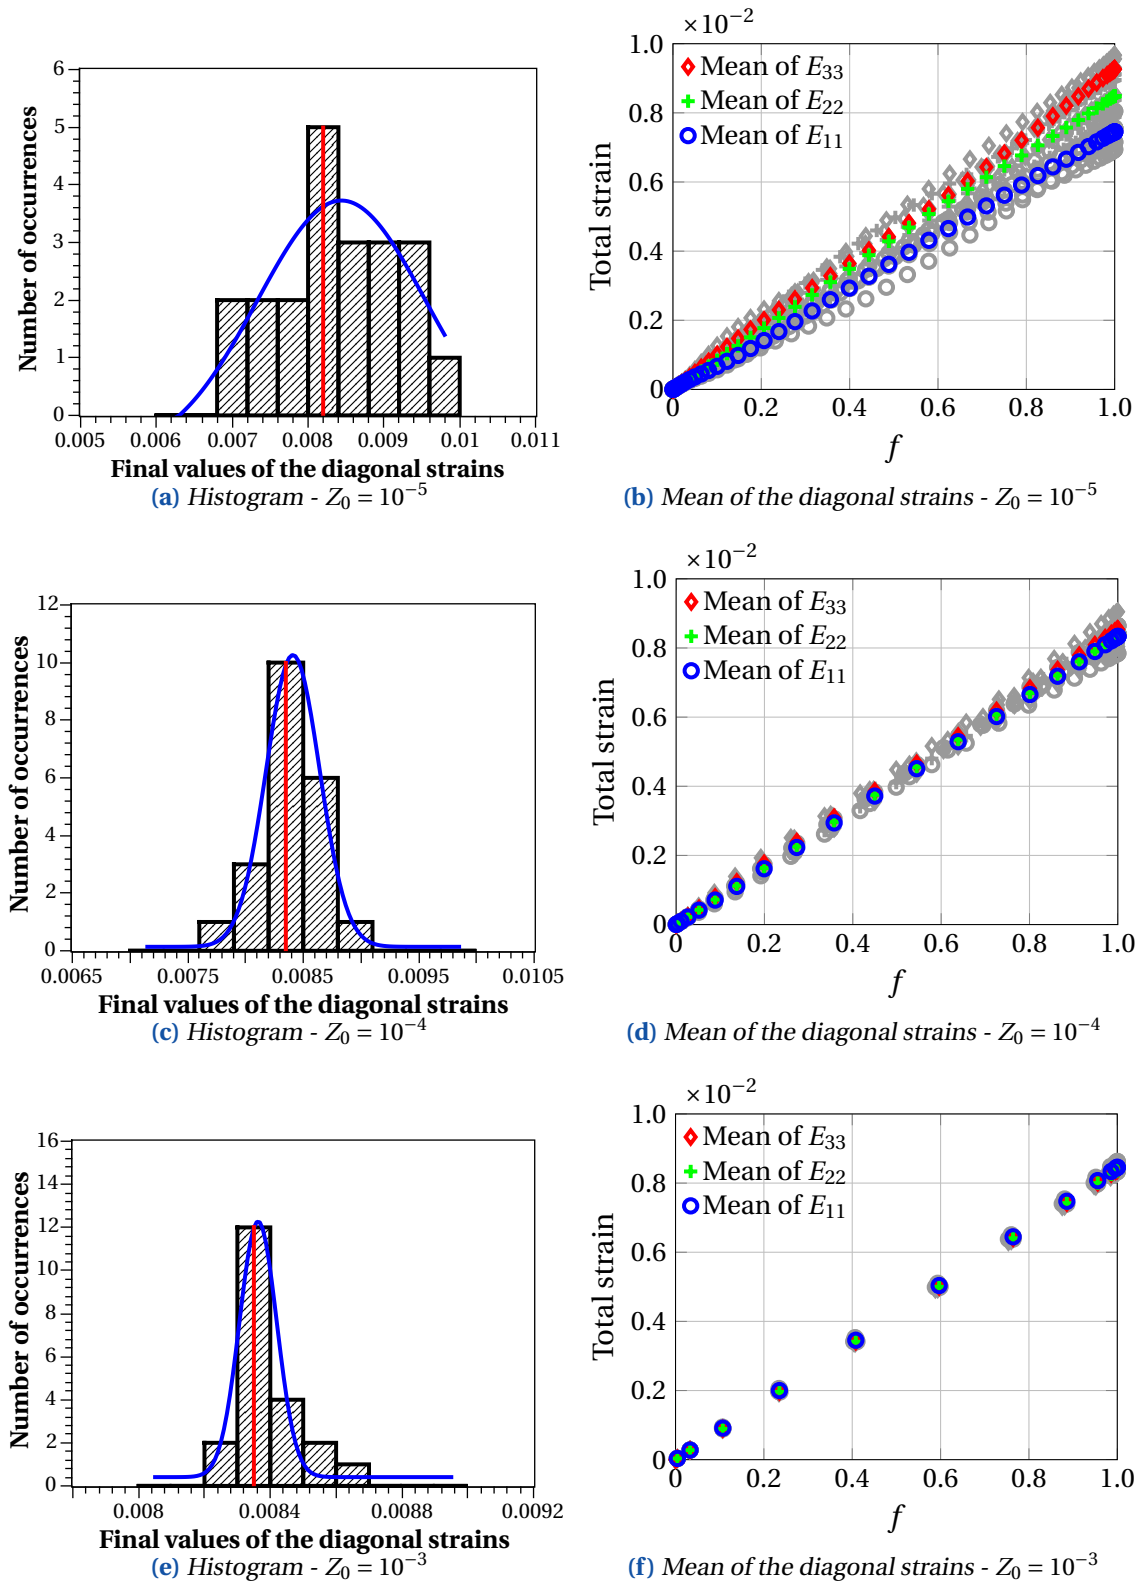 6
5
4
3
2
1
0
Number of occurrences
0.005 0.006 0.007 0.008 0.009 0.01 0.011
Final values of the diagonal strains
(a) Histogram - Z₀ = 10⁻⁵
×10⁻²
1.0
0.8
0.6
0.4
0.2
0
Total strain
Mean of E₃₃
Mean of E₂₂
Mean of E₁₁
0 0.2 0.4 0.6 0.8 1.0
f
(b) Mean of the diagonal strains - Z₀ = 10⁻⁵
12
10
8
6
4
2
0
Number of occurrences
0.0065 0.0075 0.0085 0.0095 0.0105
Final values of the diagonal strains
(c) Histogram - Z₀ = 10⁻⁴
×10⁻²
1.0
0.8
0.6
0.4
0.2
0
Total strain
Mean of E₃₃
Mean of E₂₂
Mean of E₁₁
0 0.2 0.4 0.6 0.8 1.0
f
(d) Mean of the diagonal strains - Z₀ = 10⁻⁴
16
14
12
10
8
6
4
2
0
Number of occurrences
0.008 0.0084 0.0088 0.0092
Final values of the diagonal strains
(e) Histogram - Z₀ = 10⁻³
×10⁻²
1.0
0.8
0.6
0.4
0.2
0
Total strain
Mean of E₃₃
Mean of E₂₂
Mean of E₁₁
0 0.2 0.4 0.6 0.8 1.0
f
(f) Mean of the diagonal strains - Z₀ = 10⁻³